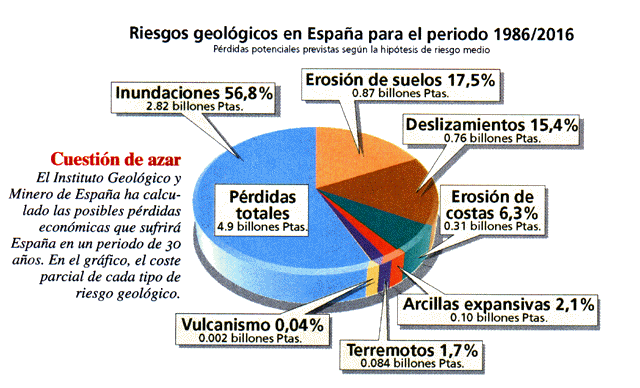 Riesgos geológicos en España para el periodo 1986/2016
Pérdidas potenciales previstas según la hipótesis de riesgo medio
Inundaciones 56,8%
2.82 billones Ptas.
Erosión de suelos 17,5%
0.87 billones Ptas.
Deslizamientos 15,4%
0.76 billones Ptas.
Erosión de
costas 6,3%
0.31 billones Ptas.
Arcillas expansivas 2,1%
0.10 billones Ptas.
Terremotos 1,7%
0.084 billones Ptas.
Vulcanismo 0,04%
0.002 billones Ptas.
Pérdidas
totales
4.9 billones Ptas.
Cuestión de azar
El Instituto Geológico y
Minero de España ha calcu-
lado las posibles pérdidas
económicas que sufrirá
España en un periodo de 30
años. En el gráfico, el coste
parcial de cada tipo de
riesgo geológico.